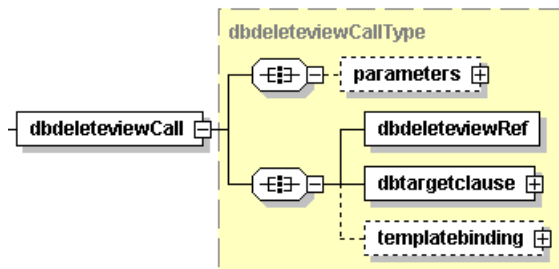 dbdeleteviewCallType
parameters
dbdeleteviewCall
dbdeleteviewRef
dbtargetclause
templatebinding